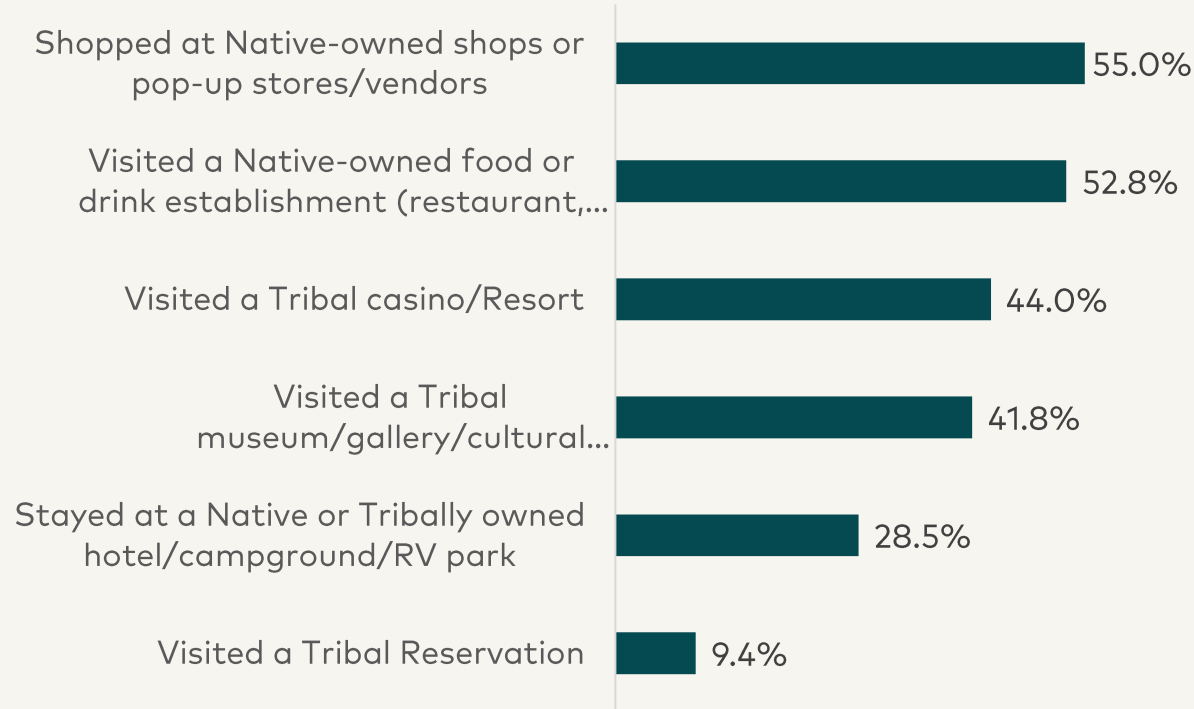 Shopped at Native-owned shops or
pop-up stores/vendors
55.0%
Visited a Native-owned food or
drink establishment (restaurant,...
52.8%
Visited a Tribal casino/Resort
44.0%
Visited a Tribal
museum/gallery/cultural...
41.8%
Stayed at a Native or Tribally owned
hotel/campground/RV park
28.5%
Visited a Tribal Reservation
9.4%